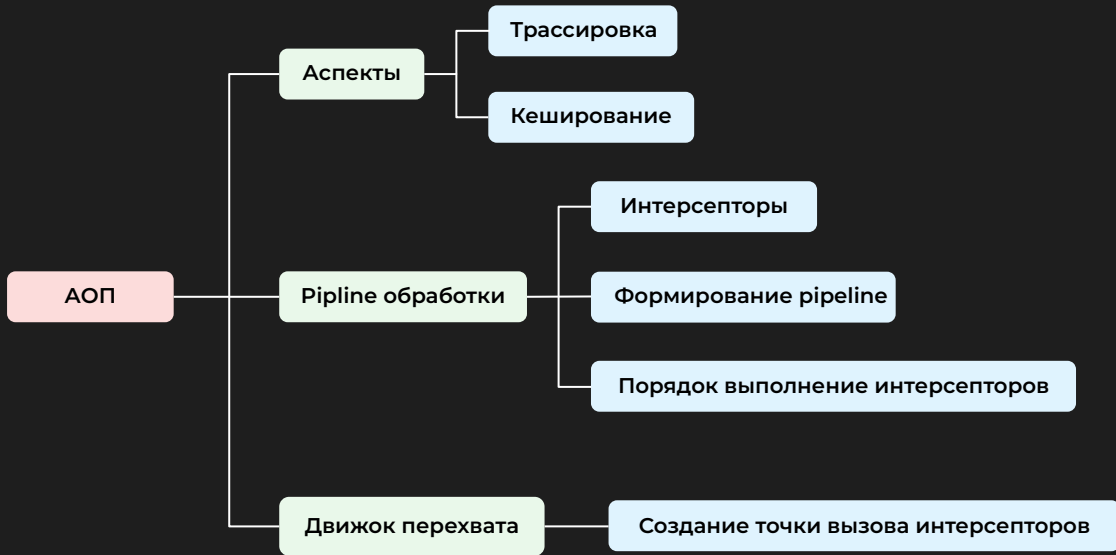 Трассировка
Аспекты
Кеширование
Интерсепторы
АОП
Pipline обработки
Формирование pipeline
Порядок выполнение интерсепторов
Движок перехвата
Создание точки вызова интерсепторов